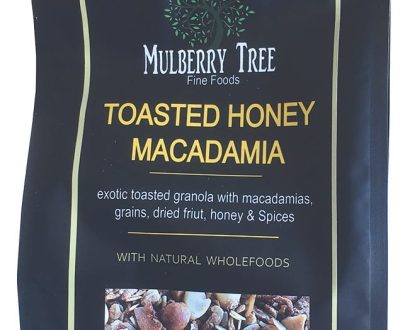 MULBERRY TREE
Fine Foods
TOASTED HONEY
MACADAMIA
exotic toasted granola with macadamias,
grains, dried friut, honey & Spices
WITH NATURAL WHOLEFOODS